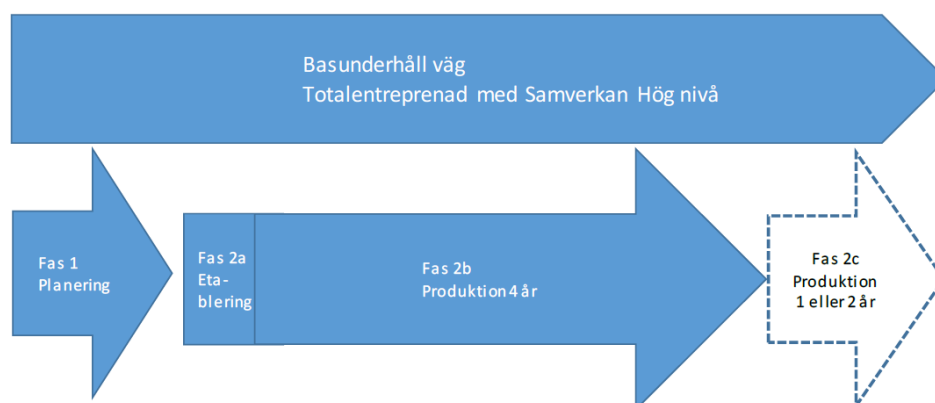 Basunderhåll väg
Totalentreprenad med Samverkan Hög nivå
Fas 1
Planering
Fas 2a
Eta-
blering
Fas 2b
Produktion 4 år
Fas 2c
Produktion
1 eller 2 år